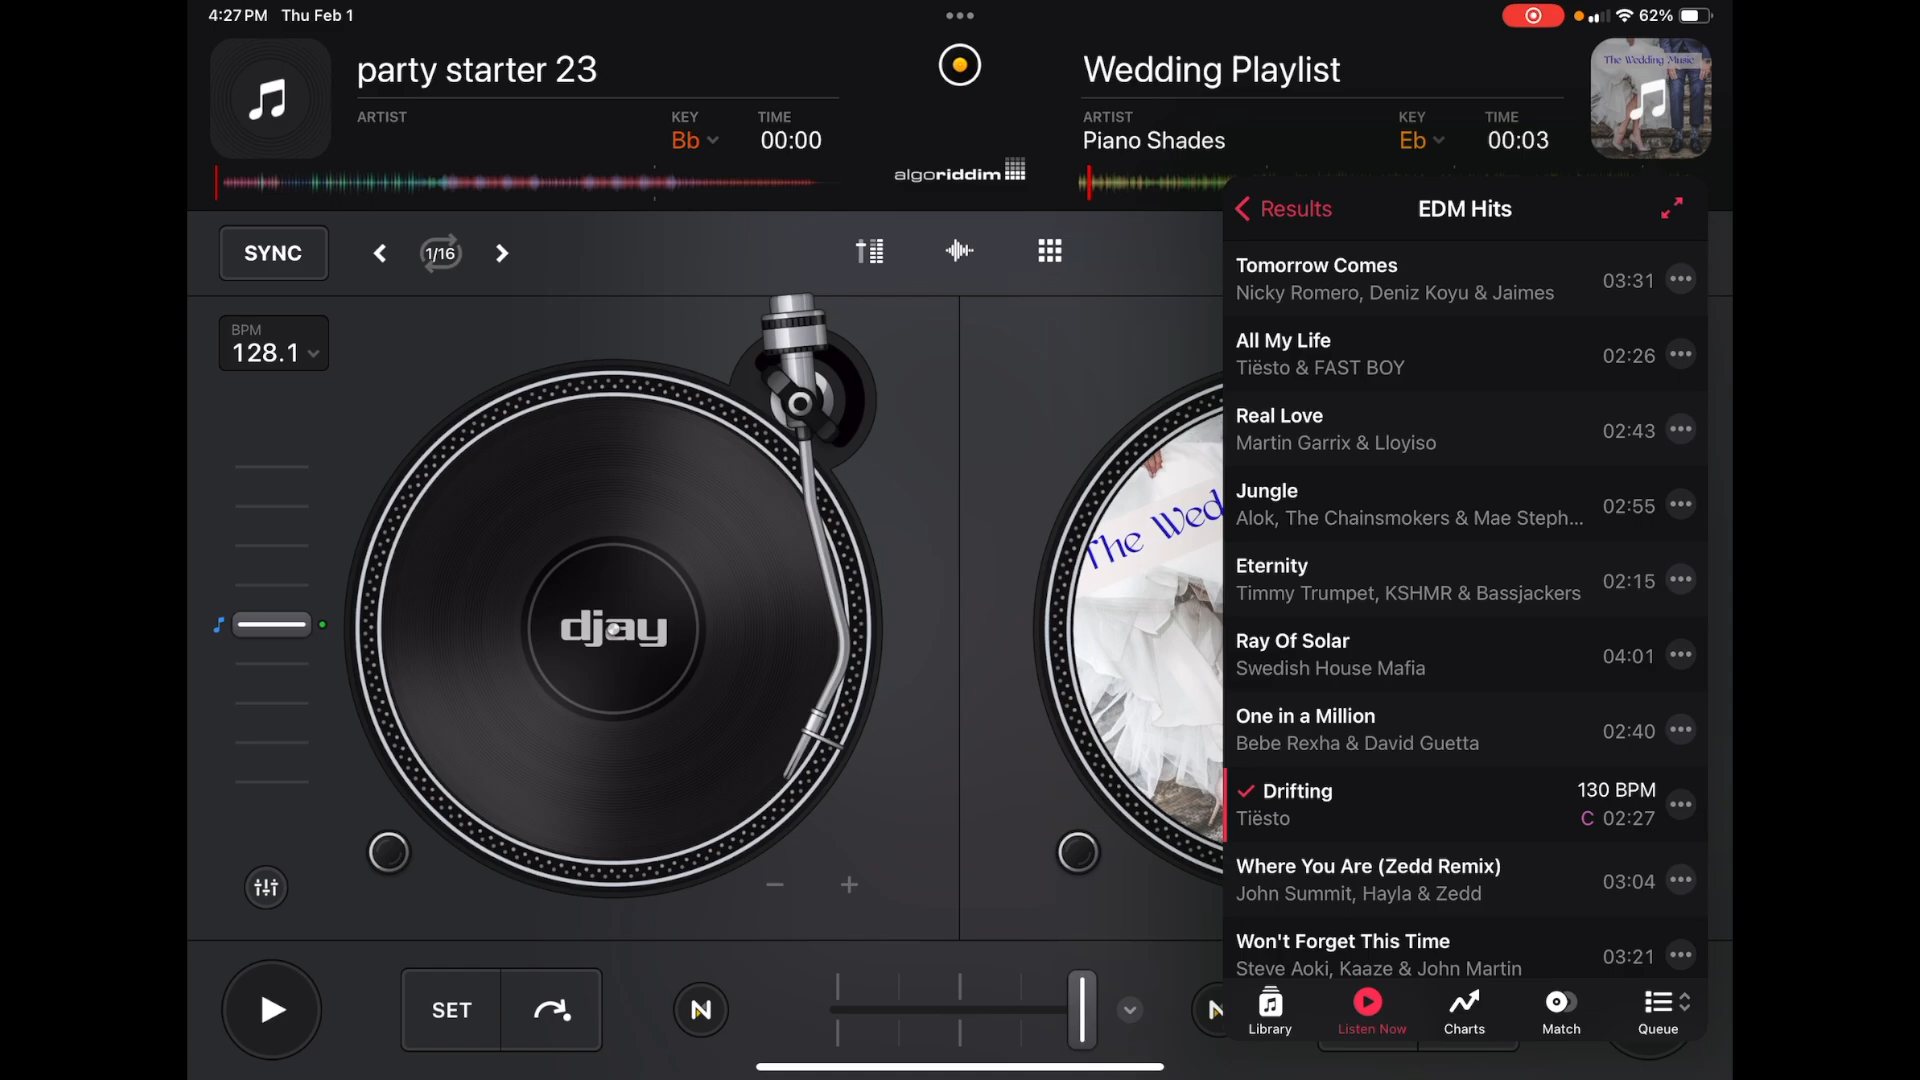 4:27 PM Thu Feb 1
62%
party starter 23
ARTIST
KEY
Bb
TIME
00:00
algoriddim
Wedding Playlist
ARTIST
Piano Shades
KEY
Eb
TIME
00:03
The Wedding Music
SYNC
1/16
BPM
128.1
djay
The Wed
SET
Results
EDM Hits
Tomorrow Comes
Nicky Romero, Deniz Koyu & Jaimes
03:31
All My Life
Tiësto & FAST BOY
02:26
Real Love
Martin Garrix & Lloyiso
02:43
Jungle
Alok, The Chainsmokers & Mae Steph...
02:55
Eternity
Timmy Trumpet, KSHMR & Bassjackers
02:15
Ray Of Solar
Swedish House Mafia
04:01
One in a Million
Bebe Rexha & David Guetta
02:40
Drifting
130 BPM
Tiësto
C 02:27
Where You Are (Zedd Remix)
John Summit, Hayla & Zedd
03:04
Won't Forget This Time
Steve Aoki, Kaaze & John Martin
03:21
Library
Listen Now
Charts
Match
Queue